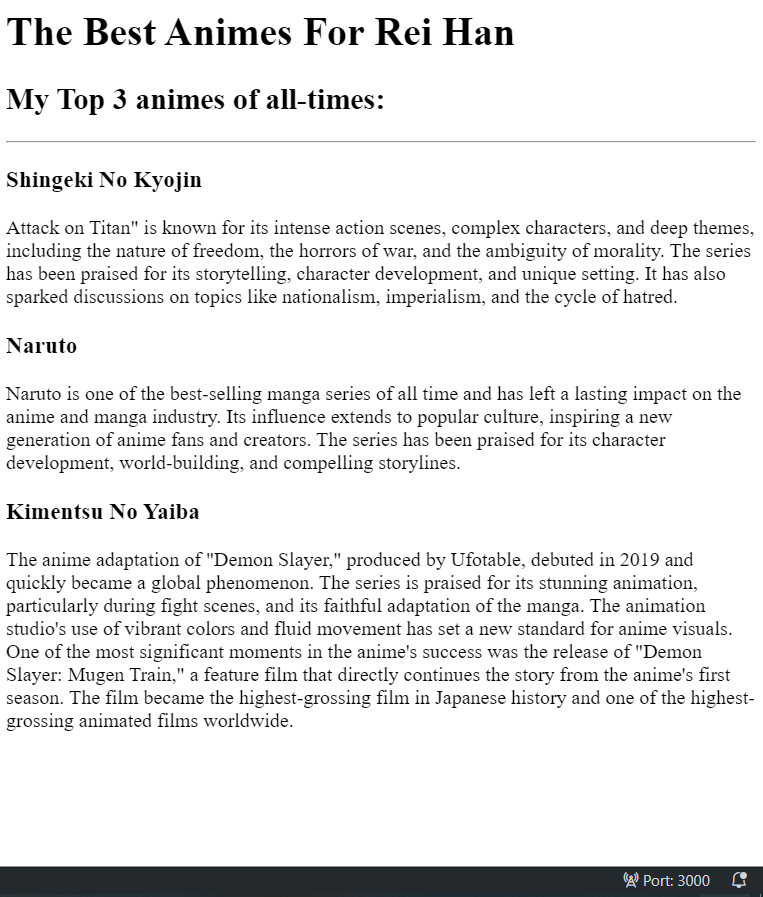 The Best Animes For Rei Han
My Top 3 animes of all-times:
Shingeki No Kyojin
Attack on Titan" is known for its intense action scenes, complex characters, and deep themes,
including the nature of freedom, the horrors of war, and the ambiguity of morality. The series
has been praised for its storytelling, character development, and unique setting. It has also
sparked discussions on topics like nationalism, imperialism, and the cycle of hatred.
Naruto
Naruto is one of the best-selling manga series of all time and has left a lasting impact on the
anime and manga industry. Its influence extends to popular culture, inspiring a new
generation of anime fans and creators. The series has been praised for its character
development, world-building, and compelling storylines.
Kimentsu No Yaiba
The anime adaptation of "Demon Slayer," produced by Ufotable, debuted in 2019 and
quickly became a global phenomenon. The series is praised for its stunning animation,
particularly during fight scenes, and its faithful adaptation of the manga. The animation
studio's use of vibrant colors and fluid movement has set a new standard for anime visuals.
One of the most significant moments in the anime's success was the release of "Demon
Slayer: Mugen Train," a feature film that directly continues the story from the anime's first
season. The film became the highest-grossing film in Japanese history and one of the highest-
grossing animated films worldwide.
Port: 3000